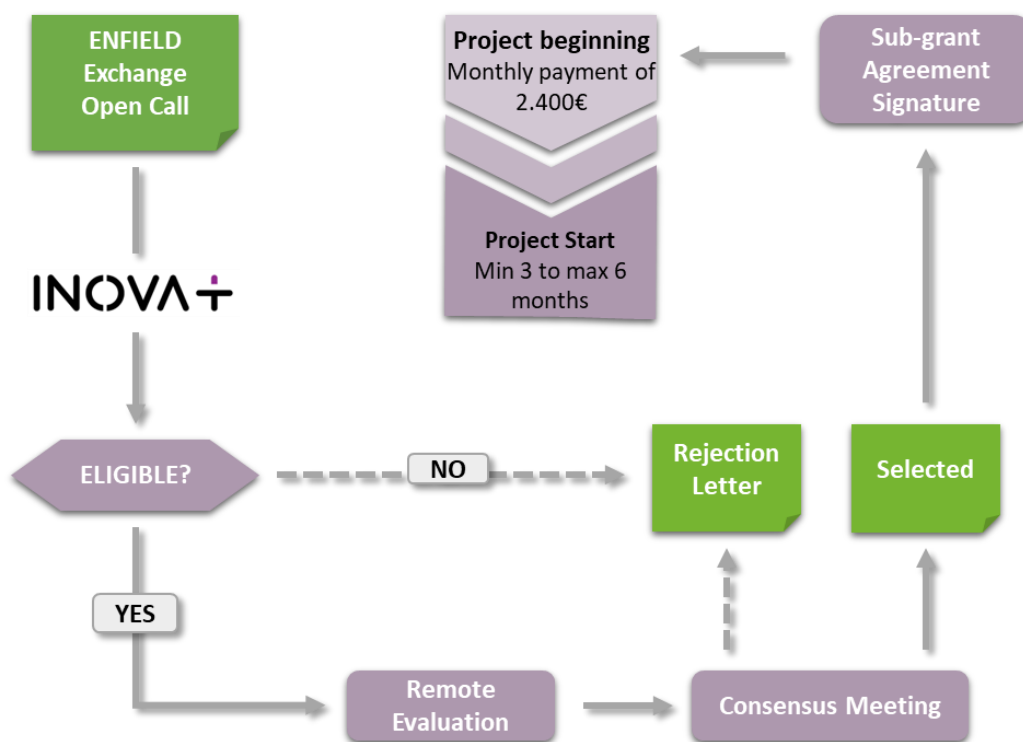 ENFIELD
Exchange
Open Call
Project beginning
Monthly payment of
2.400€
Sub-grant
Agreement
Signature
Project Start
Min 3 to max 6
months
INOVA+
ELIGIBLE?
NO
Rejection
Letter
Selected
YES
Remote
Evaluation
Consensus Meeting